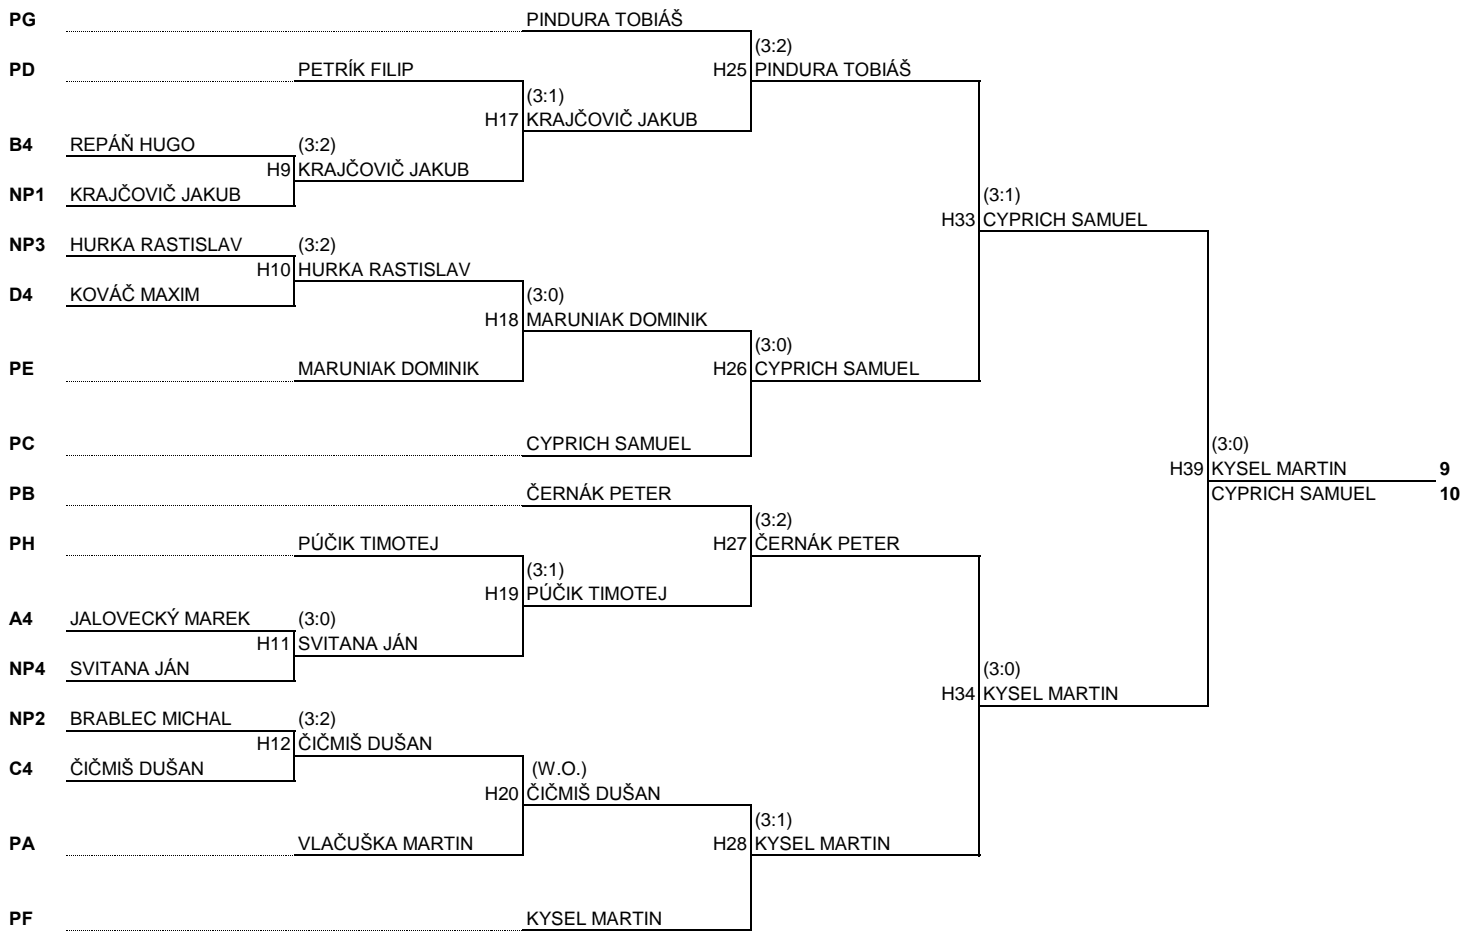 PG PINDURA TOBIÁŠ
(3:2)
PD PETRÍK FILIP H25 PINDURA TOBIÁŠ
(3:1)
H17 KRAJČOVIČ JAKUB
B4 REPÁŇ HUGO (3:2)
H9 KRAJČOVIČ JAKUB
NP1 KRAJČOVIČ JAKUB (3:1)
H33 CYPRICH SAMUEL
NP3 HURKA RASTISLAV (3:2)
H10 HURKA RASTISLAV
D4 KOVÁČ MAXIM (3:0)
H18 MARUNIAK DOMINIK
(3:0)
PE MARUNIAK DOMINIK H26 CYPRICH SAMUEL
PC CYPRICH SAMUEL (3:0)
H39 KYSEL MARTIN 9
PB ČERNÁK PETER CYPRICH SAMUEL 10
(3:2)
PH PÚČIK TIMOTEJ H27 ČERNÁK PETER
(3:1)
H19 PÚČIK TIMOTEJ
A4 JALOVECKÝ MAREK (3:0)
H11 SVITANA JÁN
NP4 SVITANA JÁN (3:0)
H34 KYSEL MARTIN
NP2 BRABLEC MICHAL (3:2)
H12 ČIČMIŠ DUŠAN
C4 ČIČMIŠ DUŠAN (W.O.)
H20 ČIČMIŠ DUŠAN
(3:1)
PA VLAČUŠKA MARTIN H28 KYSEL MARTIN
PF KYSEL MARTIN